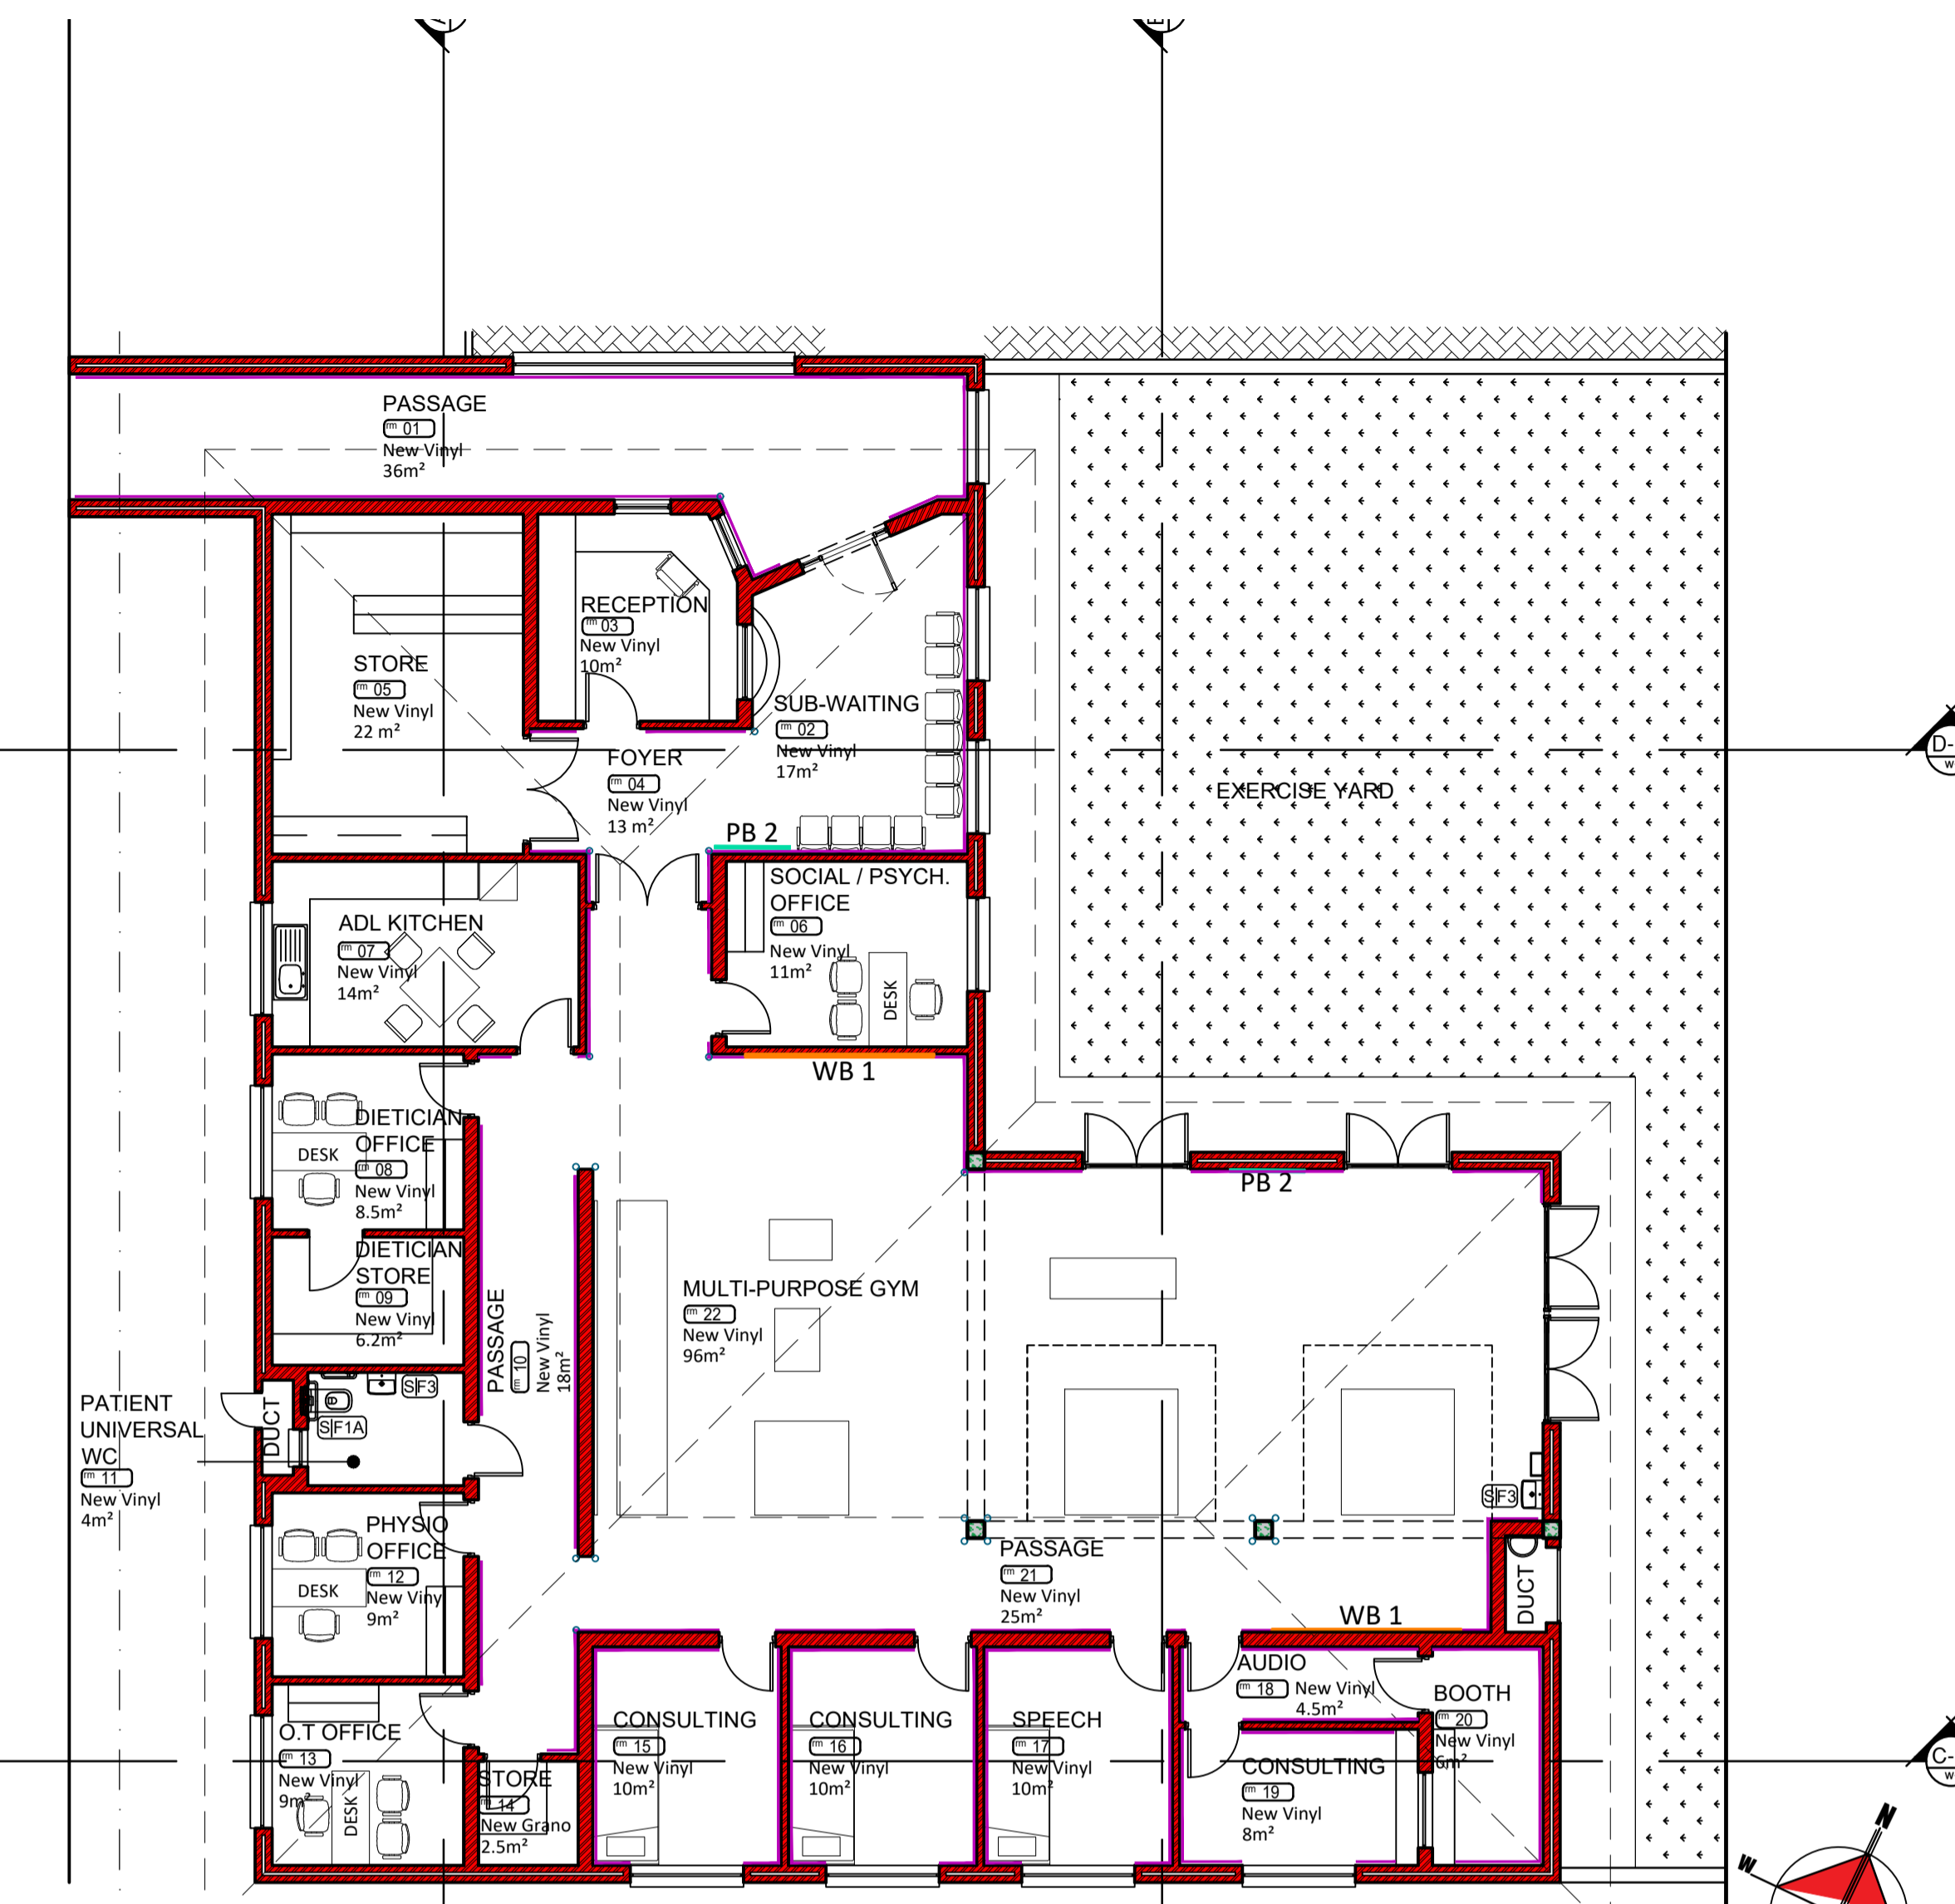 PASSAGE
rm 01
New Vinyl
36m²
RECEPTION
rm 03
New Vinyl
10m²
STORE
rm 05
New Vinyl
22 m²
SUB-WAITING
rm 02
New Vinyl
17m²
FOYER
rm 04
New Vinyl
13 m²
EXERCISE YARD
D-
w
PB 2
SOCIAL / PSYCH.
OFFICE
rm 06
New Vinyl
11m²
DESK
ADL KITCHEN
rm 07
New Vinyl
14m²
WB 1
DIETICIAN
OFFICE
rm 08
New Vinyl
8.5m²
DESK
PB 2
DIETICIAN
STORE
rm 09
New Vinyl
6.2m²
PASSAGE
rm 10
New Vinyl
18m²
MULTI-PURPOSE GYM
rm 22
New Vinyl
96m²
PATIENT
UNIVERSAL
WC
rm 11
New Vinyl
4m²
DUCT
SF3
SF1A
SF3
PHYSIO
OFFICE
rm 12
New Viny
9m²
DESK
PASSAGE
rm 21
New Vinyl
25m²
DUCT
WB 1
O.T OFFICE
rm 13
New Vinyl
9m²
DESK
STORE
rm 14
New Grano
2.5m²
CONSULTING
rm 15
New Vinyl
10m²
CONSULTING
rm 16
New Vinyl
10m²
SPEECH
rm 17
New Vinyl
10m²
AUDIO
rm 18 New Vinyl
4.5m²
BOOTH
rm 20
New Vinyl
6m²
CONSULTING
rm 19
New Vinyl
8m²
C-
w
N
W